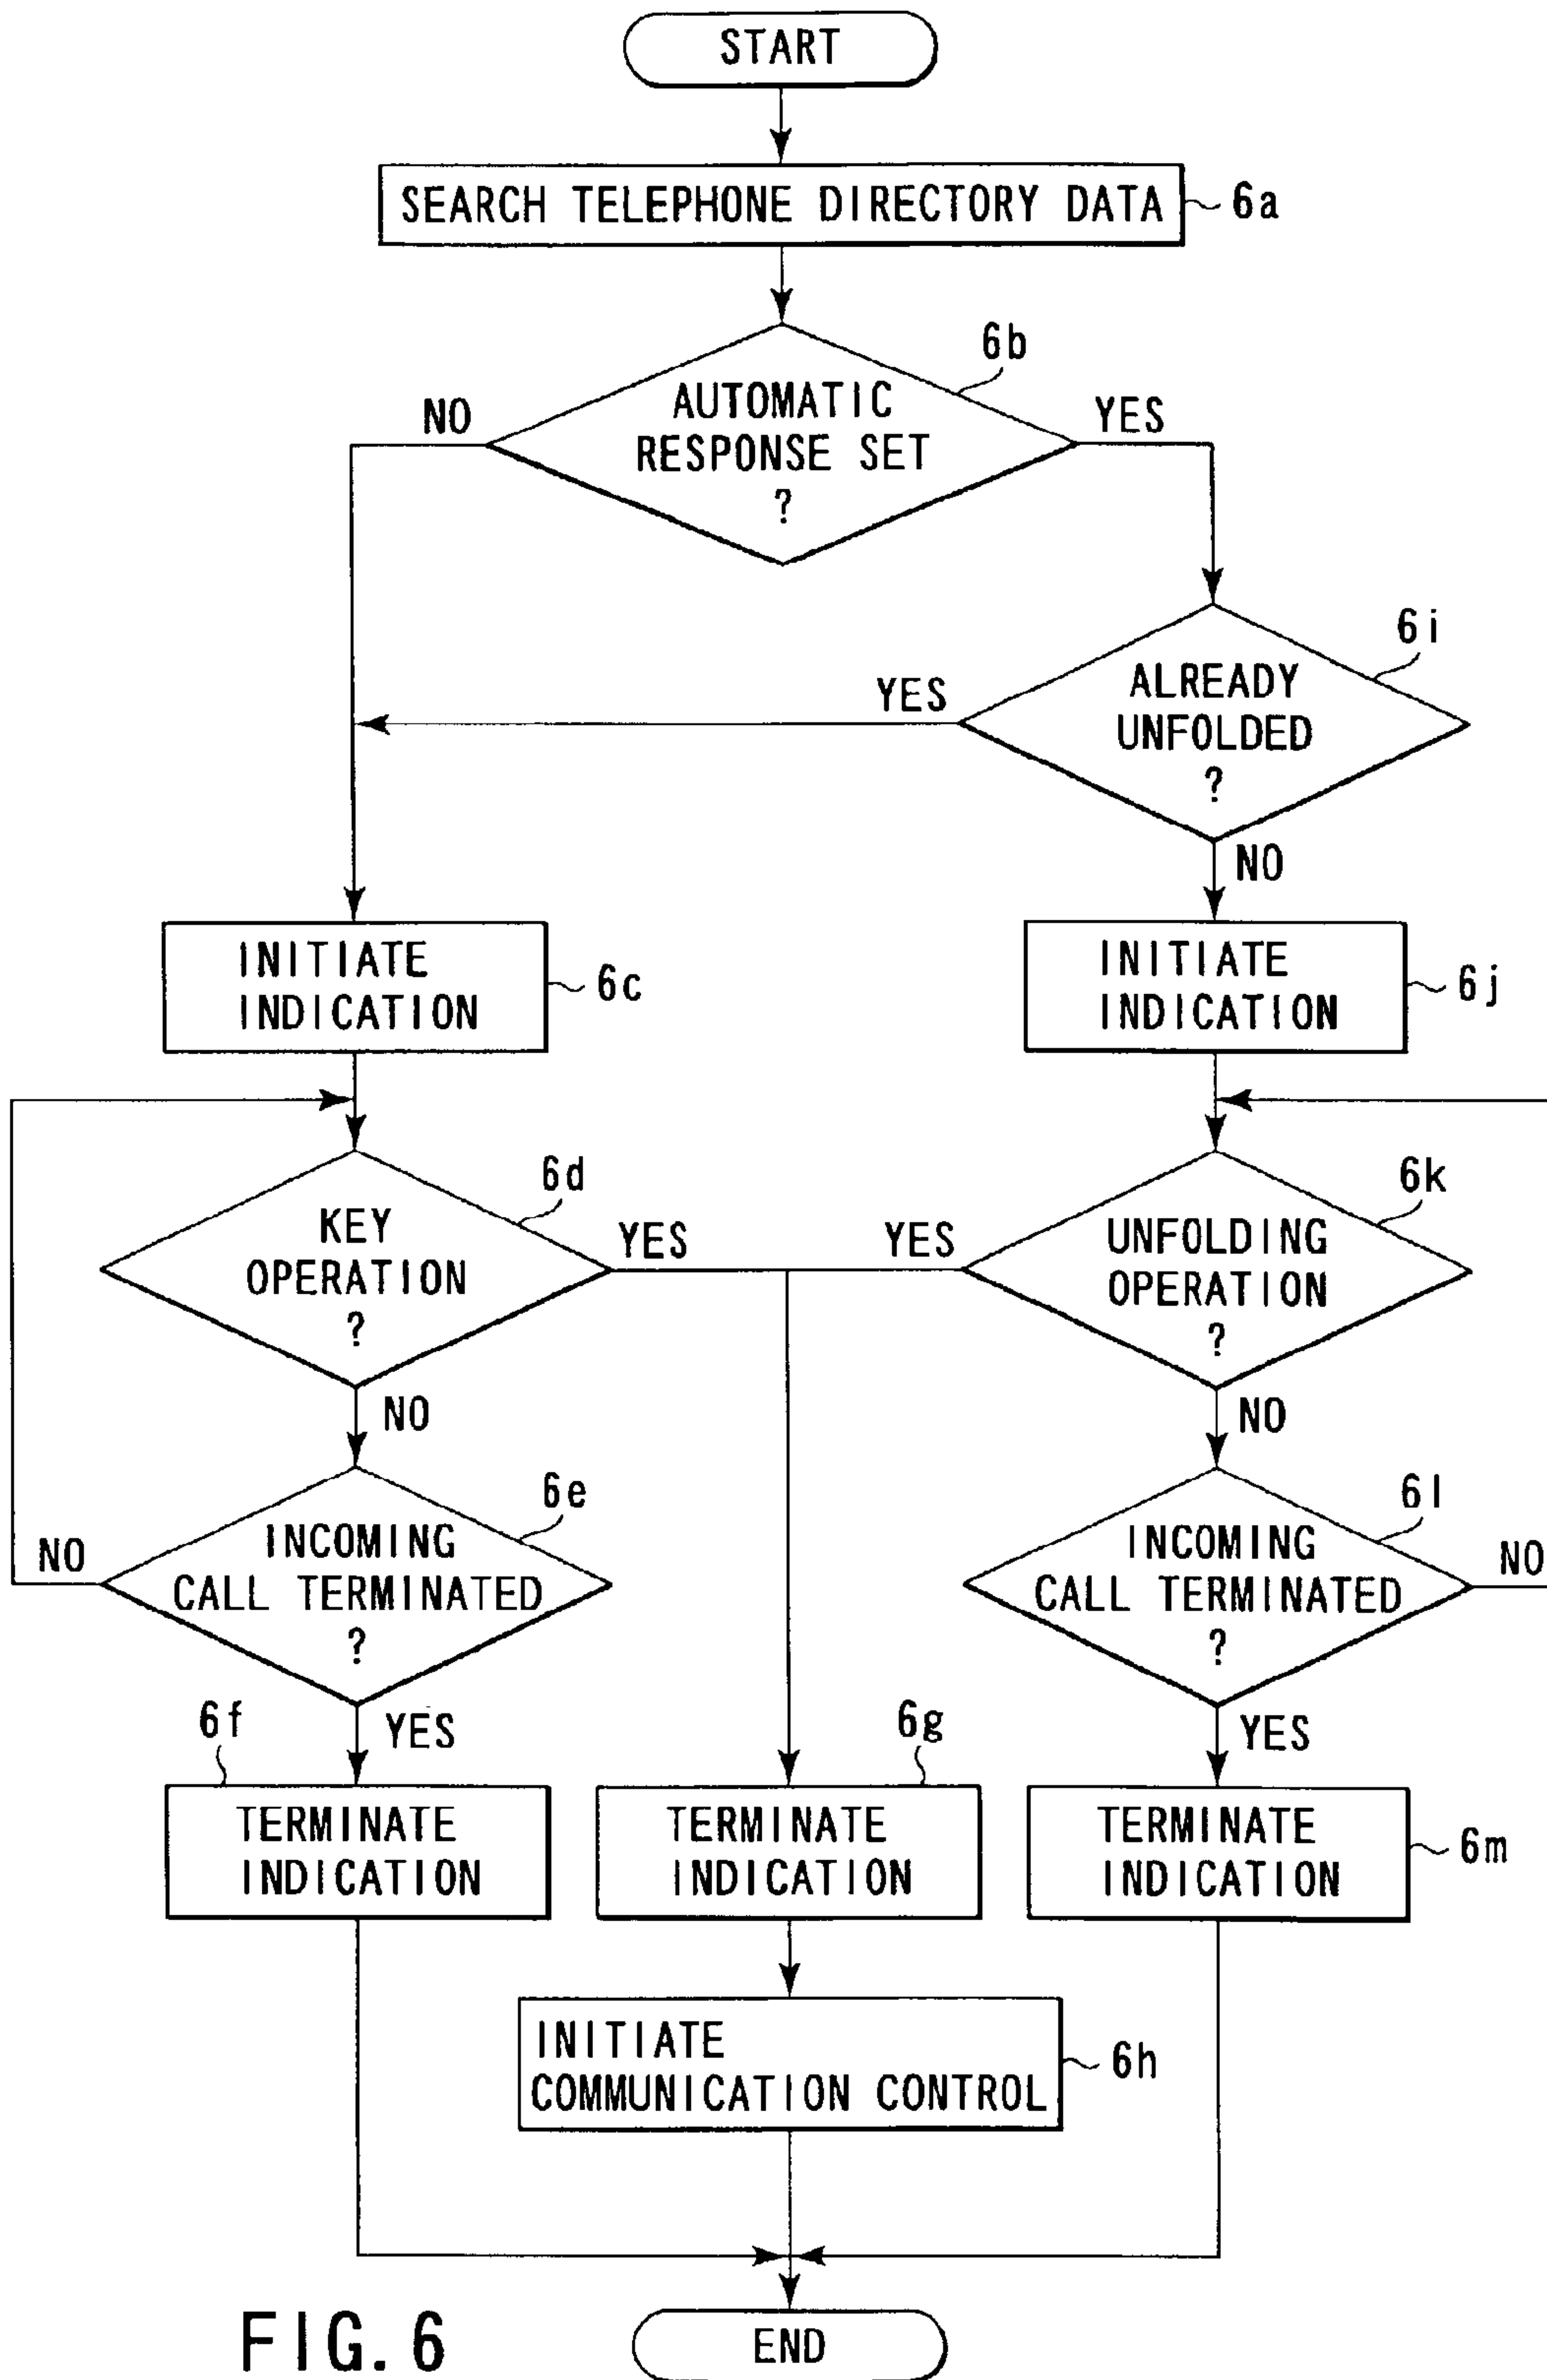 START
SEARCH TELEPHONE DIRECTORY DATA
6a
6b
AUTOMATIC
RESPONSE SET
?
NO
YES
6i
ALREADY
UNFOLDED
?
YES
NO
INITIATE
INDICATION
6c
INITIATE
INDICATION
6j
6d
KEY
OPERATION
?
YES
NO
6k
UNFOLDING
OPERATION
?
YES
NO
6e
INCOMING
CALL TERMINATED
?
NO
YES
6l
INCOMING
CALL TERMINATED
?
NO
YES
6f
TERMINATE
INDICATION
6g
TERMINATE
INDICATION
TERMINATE
INDICATION
6m
INITIATE
COMMUNICATION CONTROL
6h
END
FIG. 6